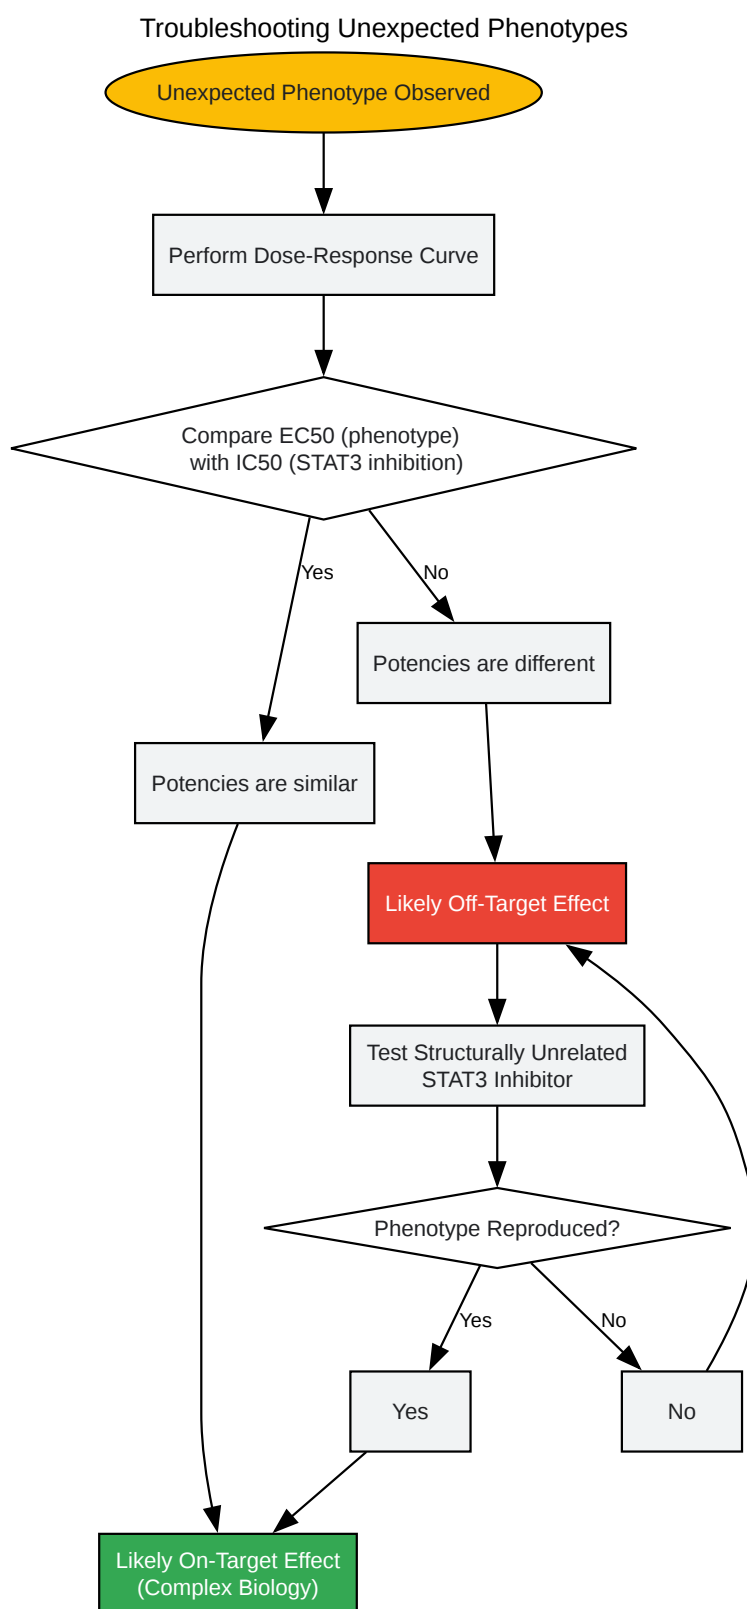 Troubleshooting Unexpected Phenotypes
Unexpected Phenotype Observed
Perform Dose-Response Curve
Compare EC50 (phenotype)
with IC50 (STAT3 inhibition)
Yes
No
Potencies are different
Potencies are similar
Likely Off-Target Effect
Test Structurally Unrelated
STAT3 Inhibitor
Phenotype Reproduced?
Yes
No
Yes
No
Likely On-Target Effect
(Complex Biology)